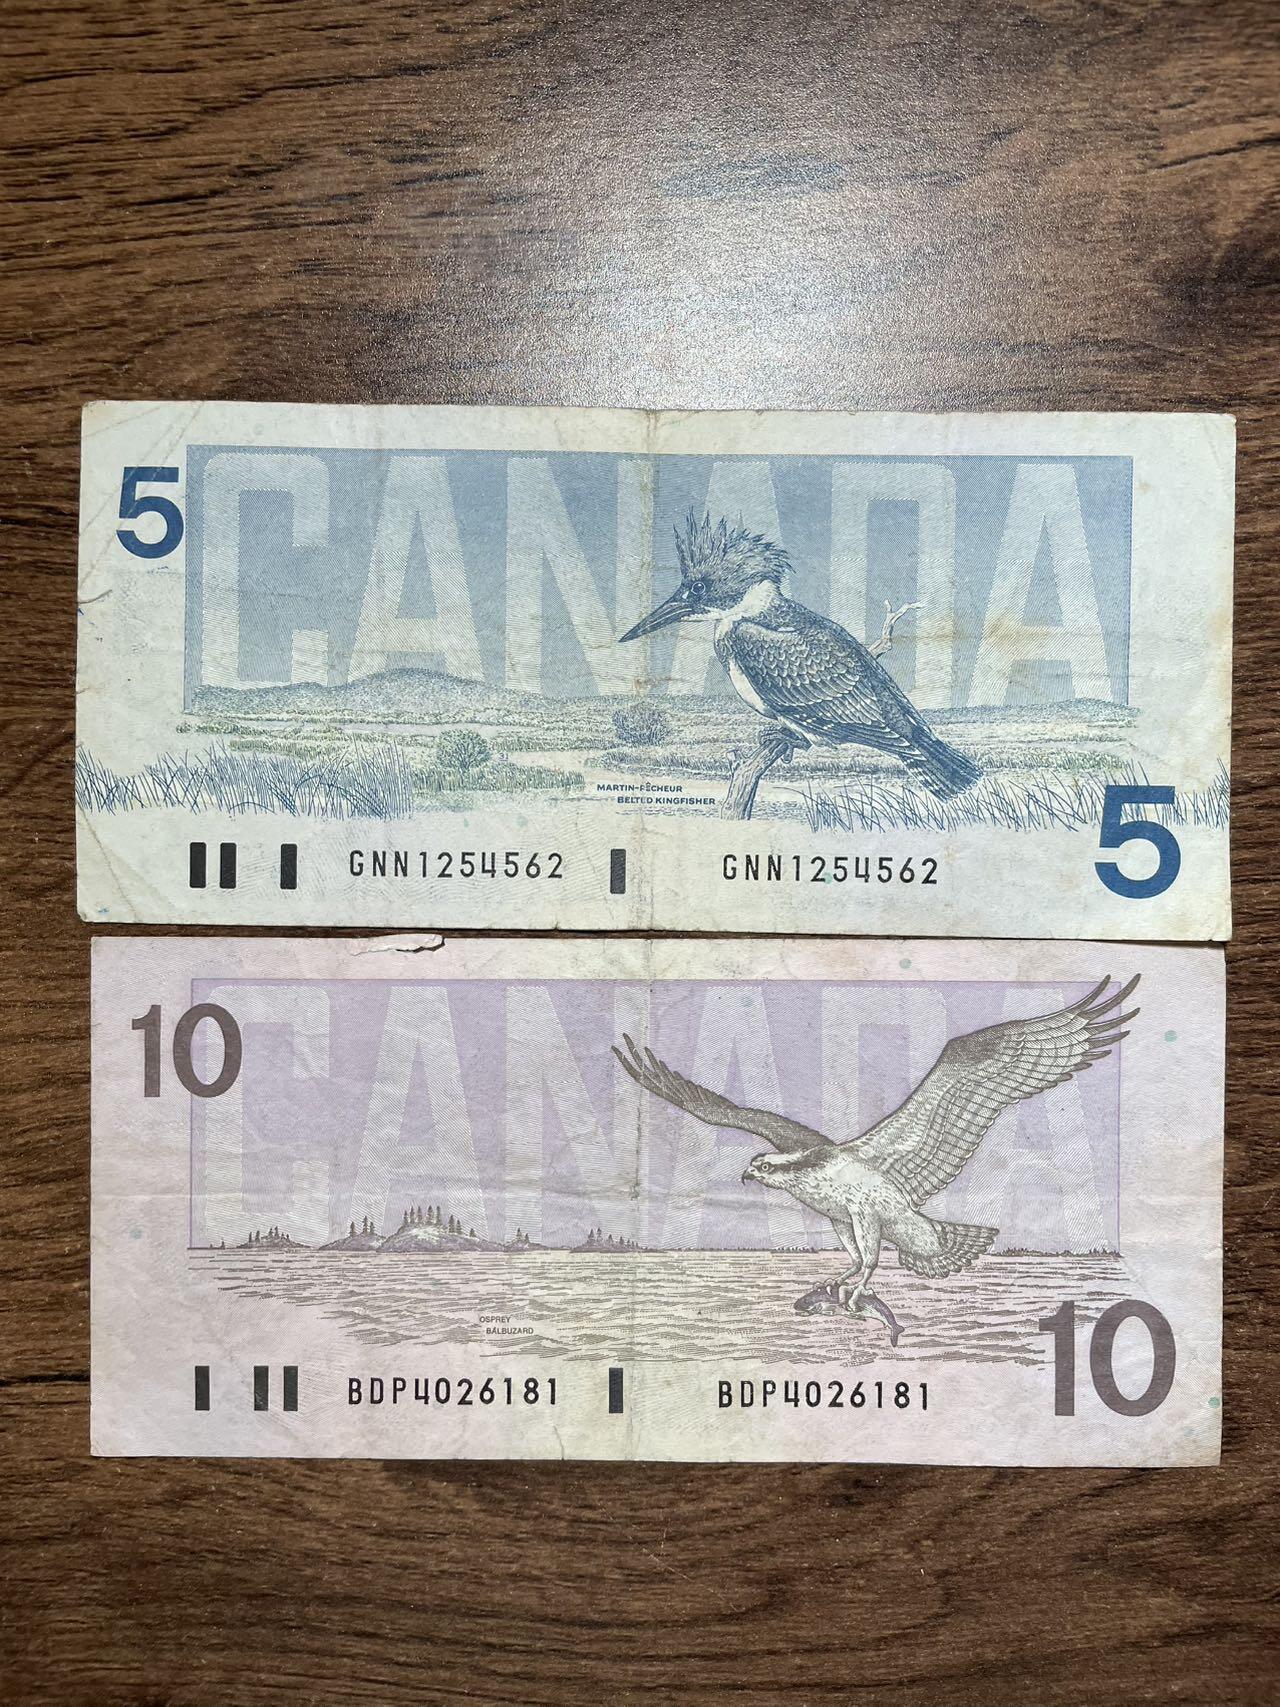 CANADA
5
MARTIN-PÊCHEUR
BELTED KINGFISHER
5
GNN1254562 GNN1254562
CANADA
10
OSPREY
BALBUZARD
10
BDP4026181 BDP4026181